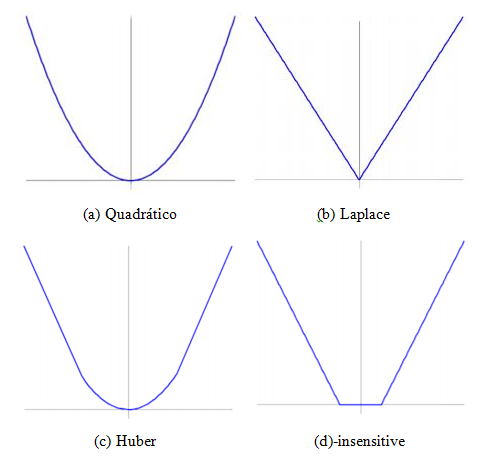 (a) Quadrático
(b) Laplace
(c) Huber
(d)-insensitive